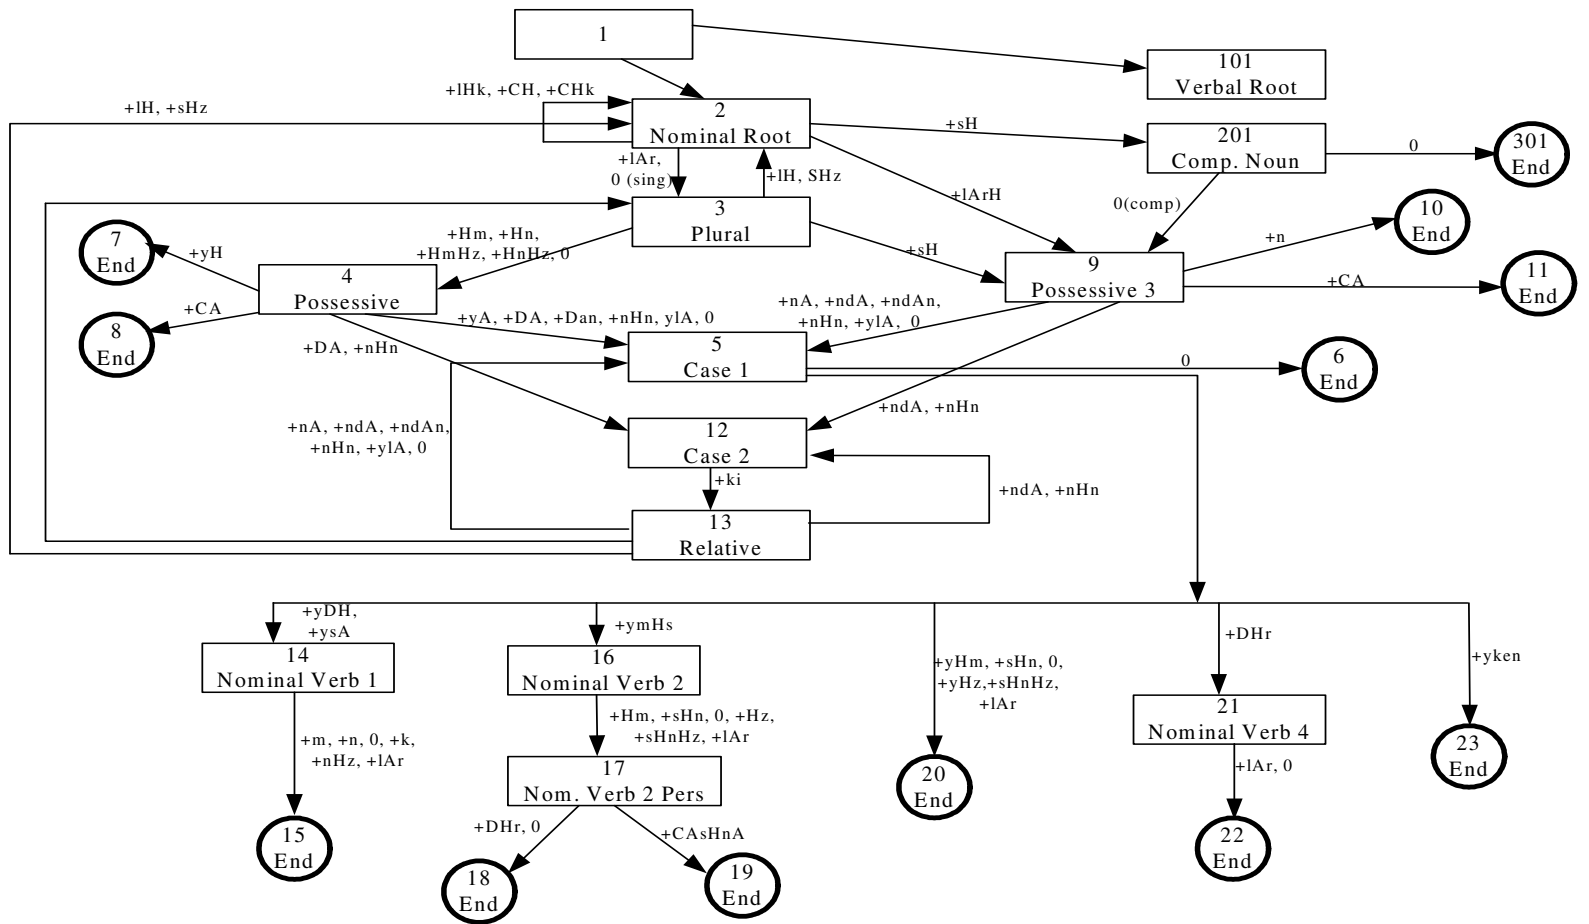 1
101
Verbal Root
+lHk, +CH, +CHk
+lH, +sHz
2
Nominal Root
+sH
201
Comp. Noun
0
301
End
+lAr,
0 (sing)
+lH, SHz
+lArH
0(comp)
3
Plural
7
End
+yH
+Hm, +Hn,
+HmHz, +HnHz, 0
+sH
10
End
+n
4
Possessive
9
Possessive 3
+CA
11
End
8
End
+CA
+yA, +DA, +Dan, +nHn, ylA, 0
+nA, +ndA, +ndAn,
+nHn, +ylA, 0
+DA, +nHn
5
Case 1
0
6
End
+nA, +ndA, +ndAn,
+nHn, +ylA, 0
12
Case 2
+ndA, +nHn
+ki
+ndA, +nHn
13
Relative
+yDH,
+ysA
+ymHs
+DHr
+yken
14
Nominal Verb 1
16
Nominal Verb 2
+yHm, +sHn, 0,
+yHz,+sHnHz,
+lAr
21
Nominal Verb 4
23
End
+m, +n, 0, +k,
+nHz, +lAr
+Hm, +sHn, 0, +Hz,
+sHnHz, +lAr
17
Nom. Verb 2 Pers
20
End
+lAr, 0
15
End
+DHr, 0
+CAsHnA
22
End
18
End
19
End